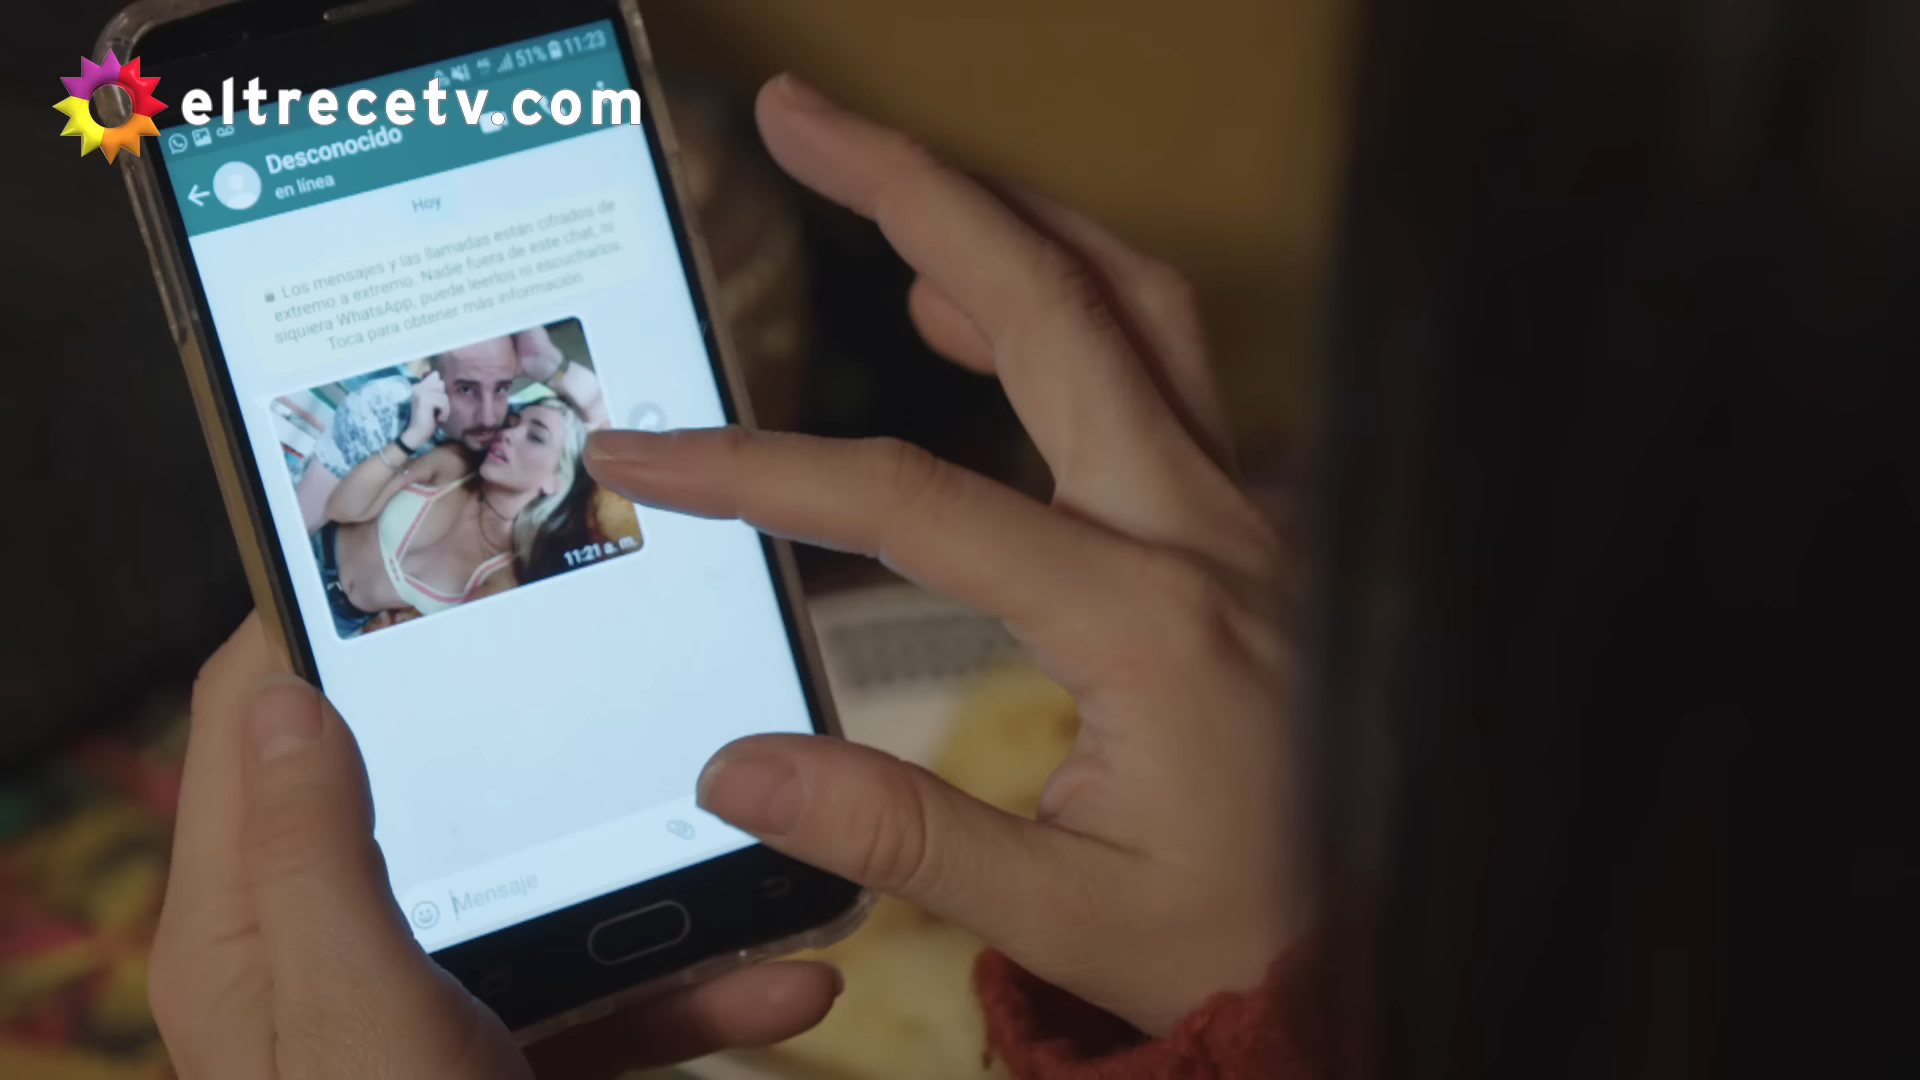 eltrecetv.com
51% 11:23
Desconocido
en línea
Hoy
Los mensajes y las llamadas están cifrados de
extremo a extremo. Nadie fuera de este chat, ni
siquiera WhatsApp, puede leerlos ni escucharlos.
Toca para obtener más información.
11:21 a. m.
Mensaje